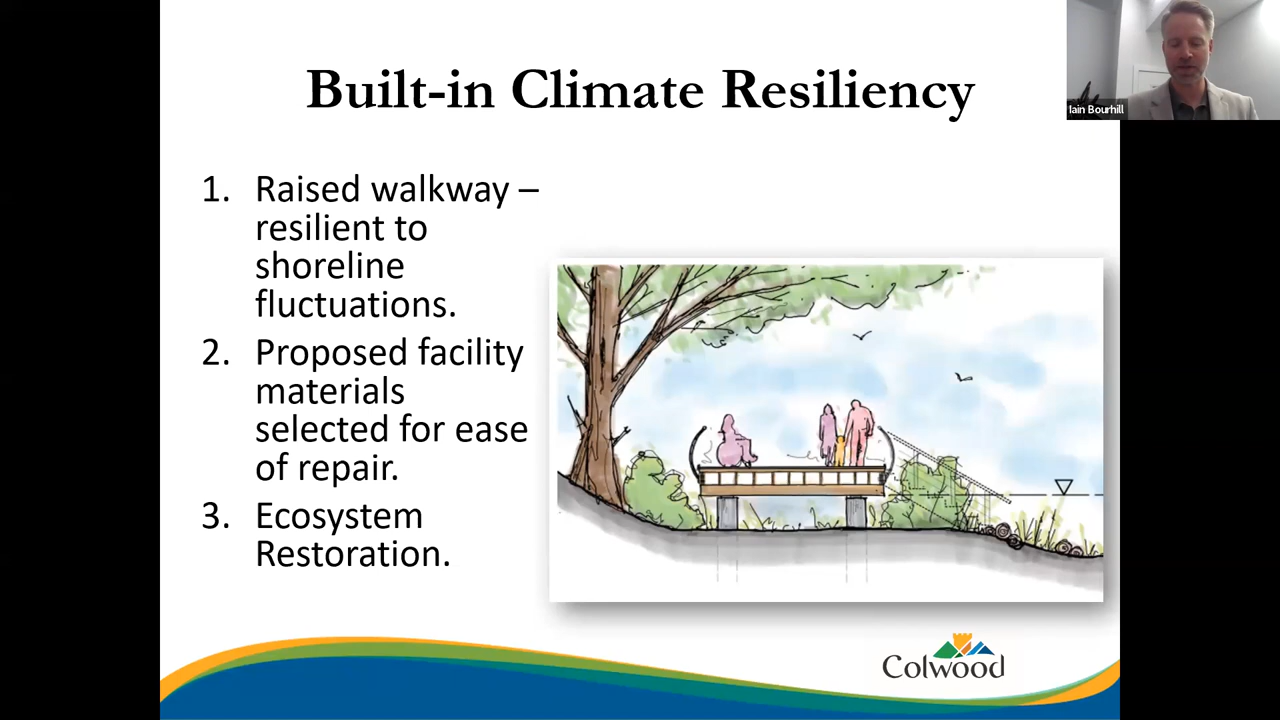 Built-in Climate Resiliency
Iain Bourhill
1. Raised walkway –
resilient to
shoreline
fluctuations.
2. Proposed facility
materials
selected for ease
of repair.
3. Ecosystem
Restoration.
Colwood